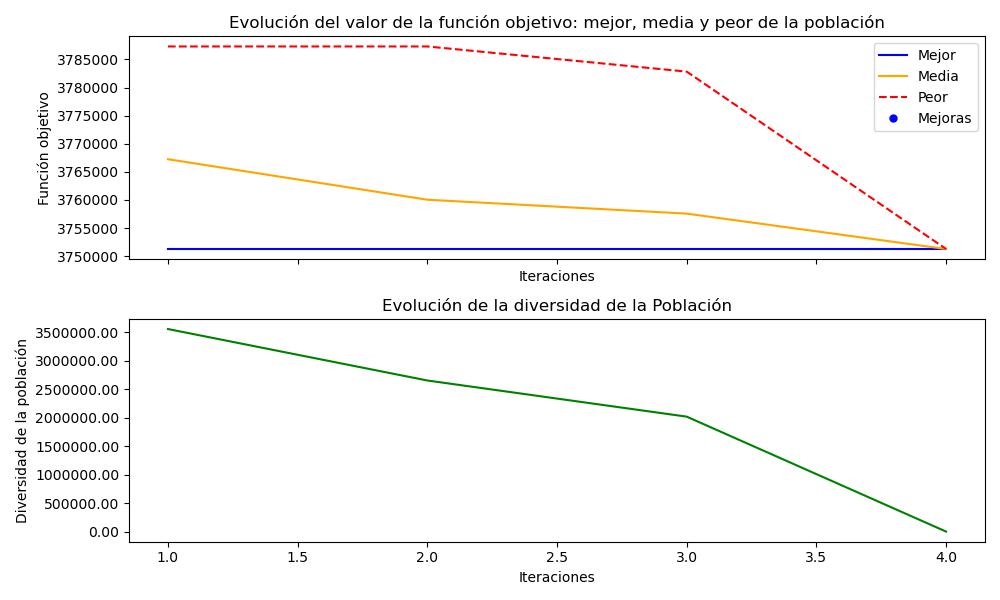 Evolución del valor de la función objetivo: mejor, media y peor de la población
Función objetivo
3785000
3780000
3775000
3770000
3765000
3760000
3755000
3750000
Mejor
Media
Peor
Mejoras
Iteraciones
Evolución de la diversidad de la Población
Diversidad de la población
3500000.00
3000000.00
2500000.00
2000000.00
1500000.00
1000000.00
500000.00
0.00
1.0 1.5 2.0 2.5 3.0 3.5 4.0
Iteraciones